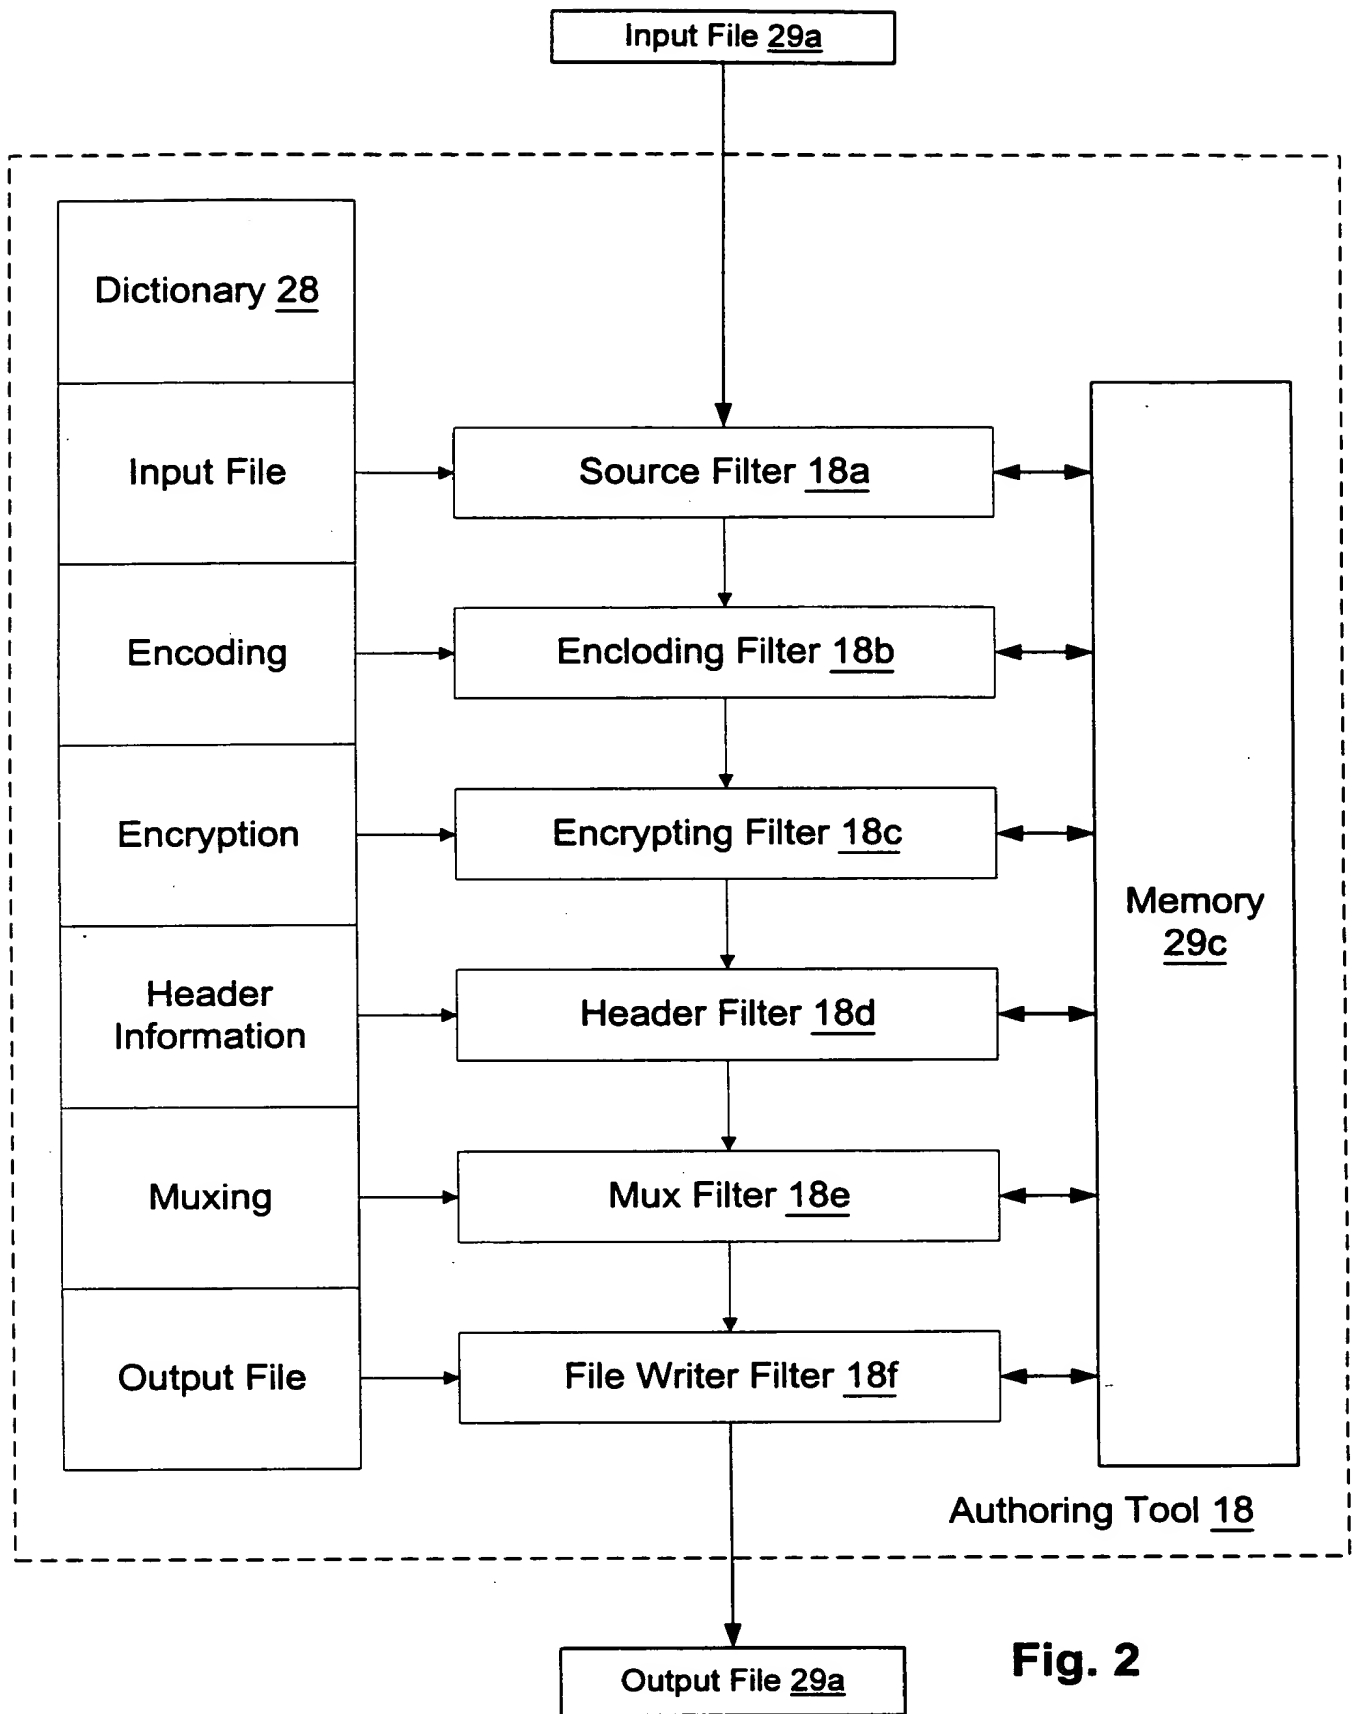 Input File 29a
Dictionary 28
Input File
Source Filter 18a
Encoding
Encloding Filter 18b
Encryption
Encrypting Filter 18c
Memory
29c
Header
Information
Header Filter 18d
Muxing
Mux Filter 18e
Output File
File Writer Filter 18f
Authoring Tool 18
Output File 29a
Fig. 2